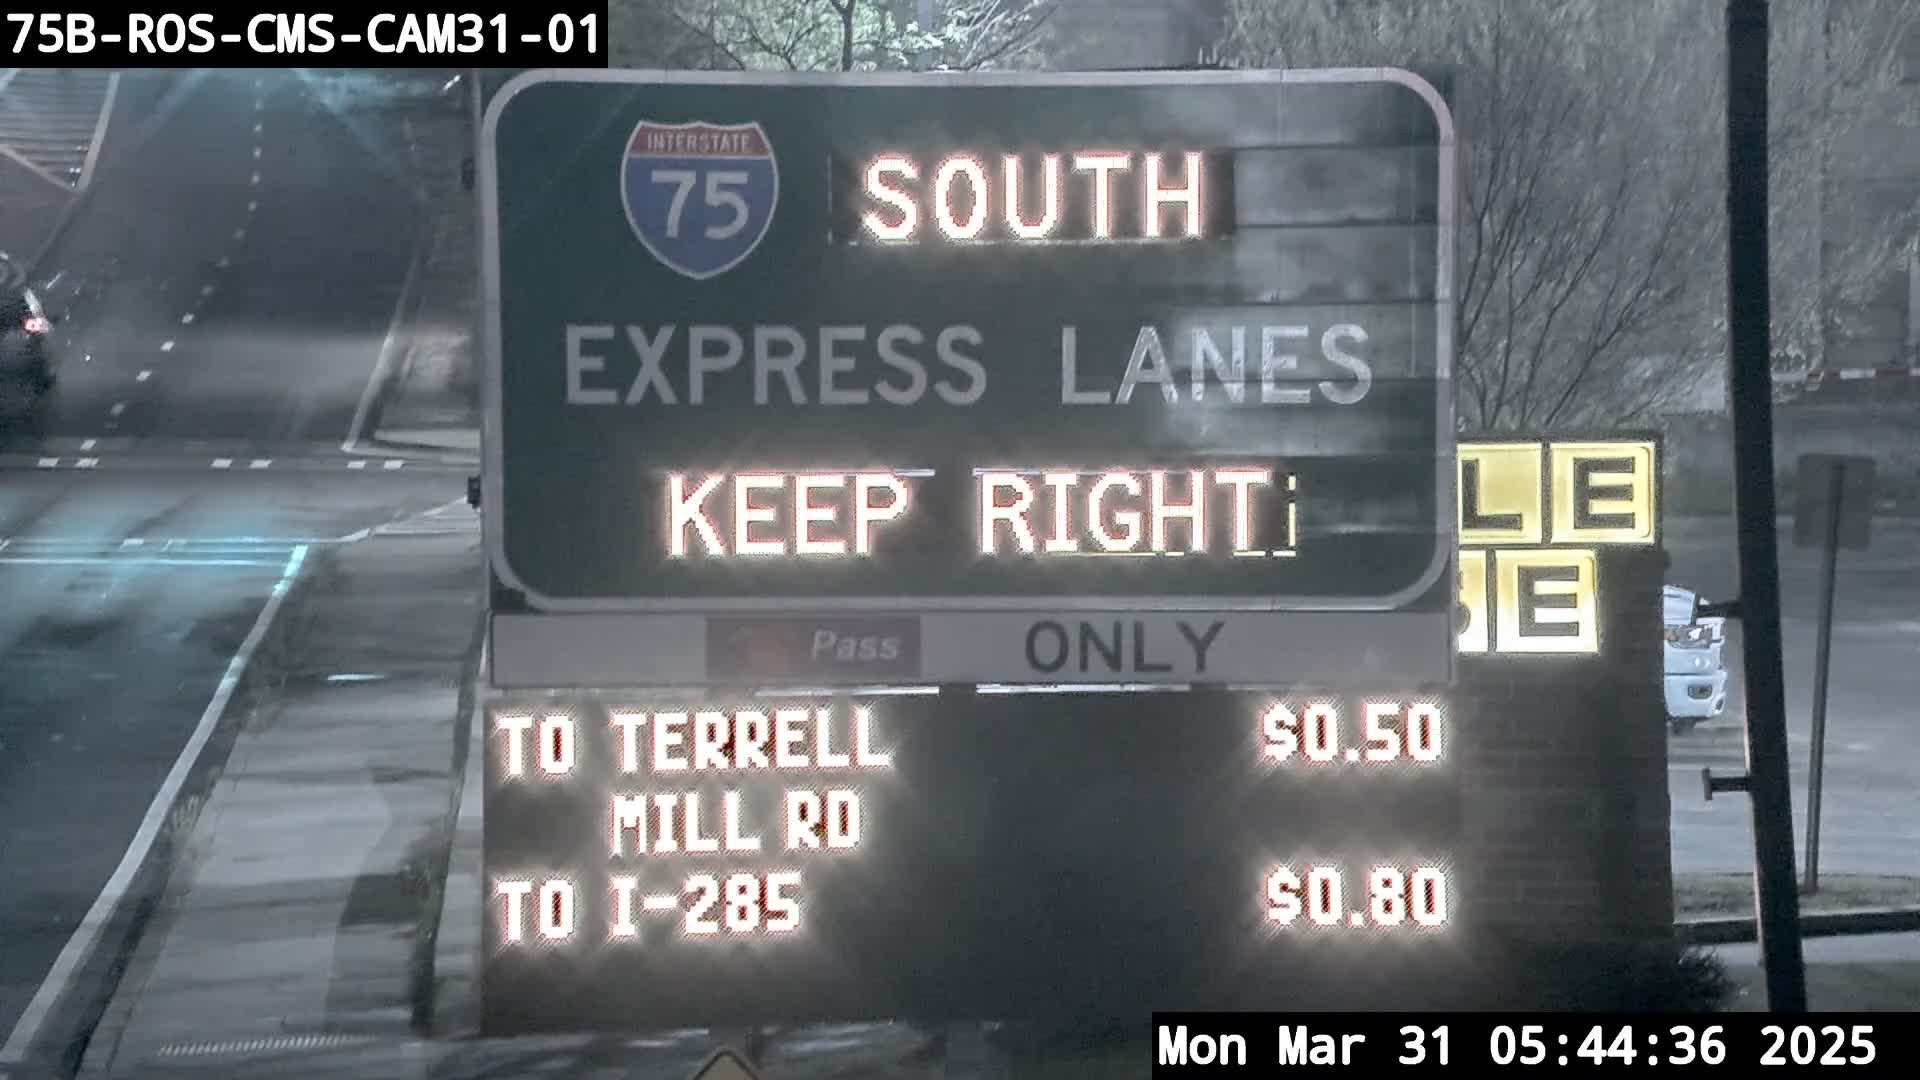 75B-ROS-CMS-CAM31-01
INTERSTATE
75
SOUTH
EXPRESS LANES
KEEP RIGHT
Pass ONLY
TO TERRELL $0.50
MILL RD
TO I-285 $0.80
LE
E
Mon Mar 31 05:44:36 2025